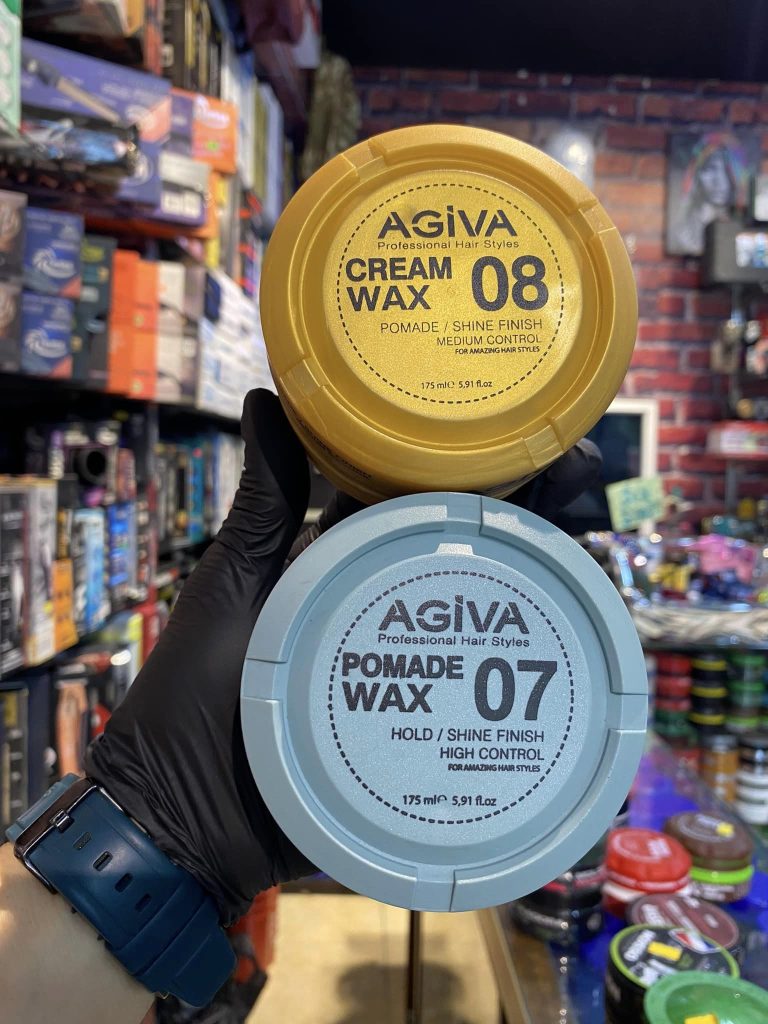 AGiVA
Professional Hair Styles
CREAM
WAX
08
POMADE / SHINE FINISH
MEDIUM CONTROL
FOR AMAZING HAIR STYLES
175 ml℮ 5,91 fl.oz
AGiVA
Professional Hair Styles
POMADE
WAX
07
HOLD / SHINE FINISH
HIGH CONTROL
FOR AMAZING HAIR STYLES
175 ml℮ 5,91 fl.oz